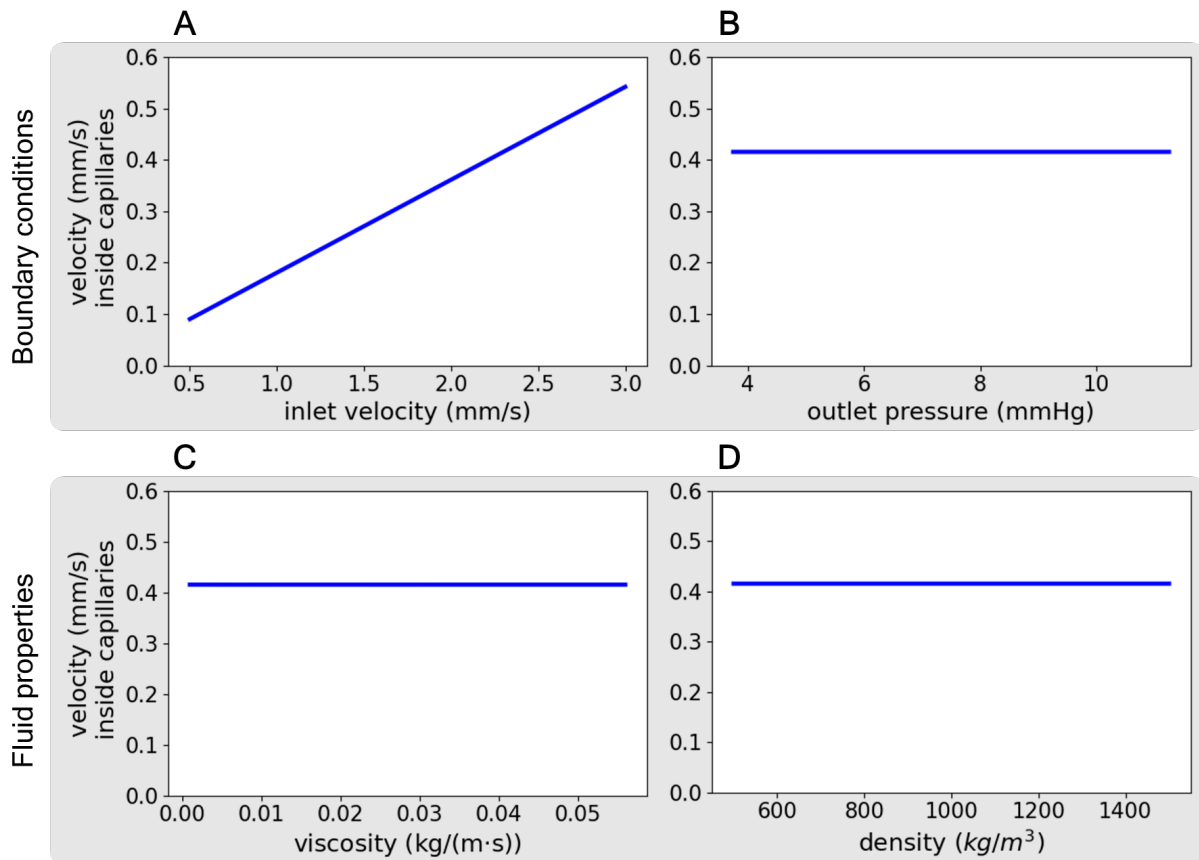 A
B
Boundary conditions
velocity (mm/s)
inside capillaries
0.6
0.5
0.4
0.3
0.2
0.1
0.0
0.5 1.0 1.5 2.0 2.5 3.0
inlet velocity (mm/s)
0.6
0.5
0.4
0.3
0.2
0.1
0.0
4 6 8 10
outlet pressure (mmHg)
C
D
Fluid properties
velocity (mm/s)
inside capillaries
0.6
0.5
0.4
0.3
0.2
0.1
0.0
0.00 0.01 0.02 0.03 0.04 0.05
viscosity (kg/(m·s))
0.6
0.5
0.4
0.3
0.2
0.1
0.0
600 800 1000 1200 1400
density (kg/m³)